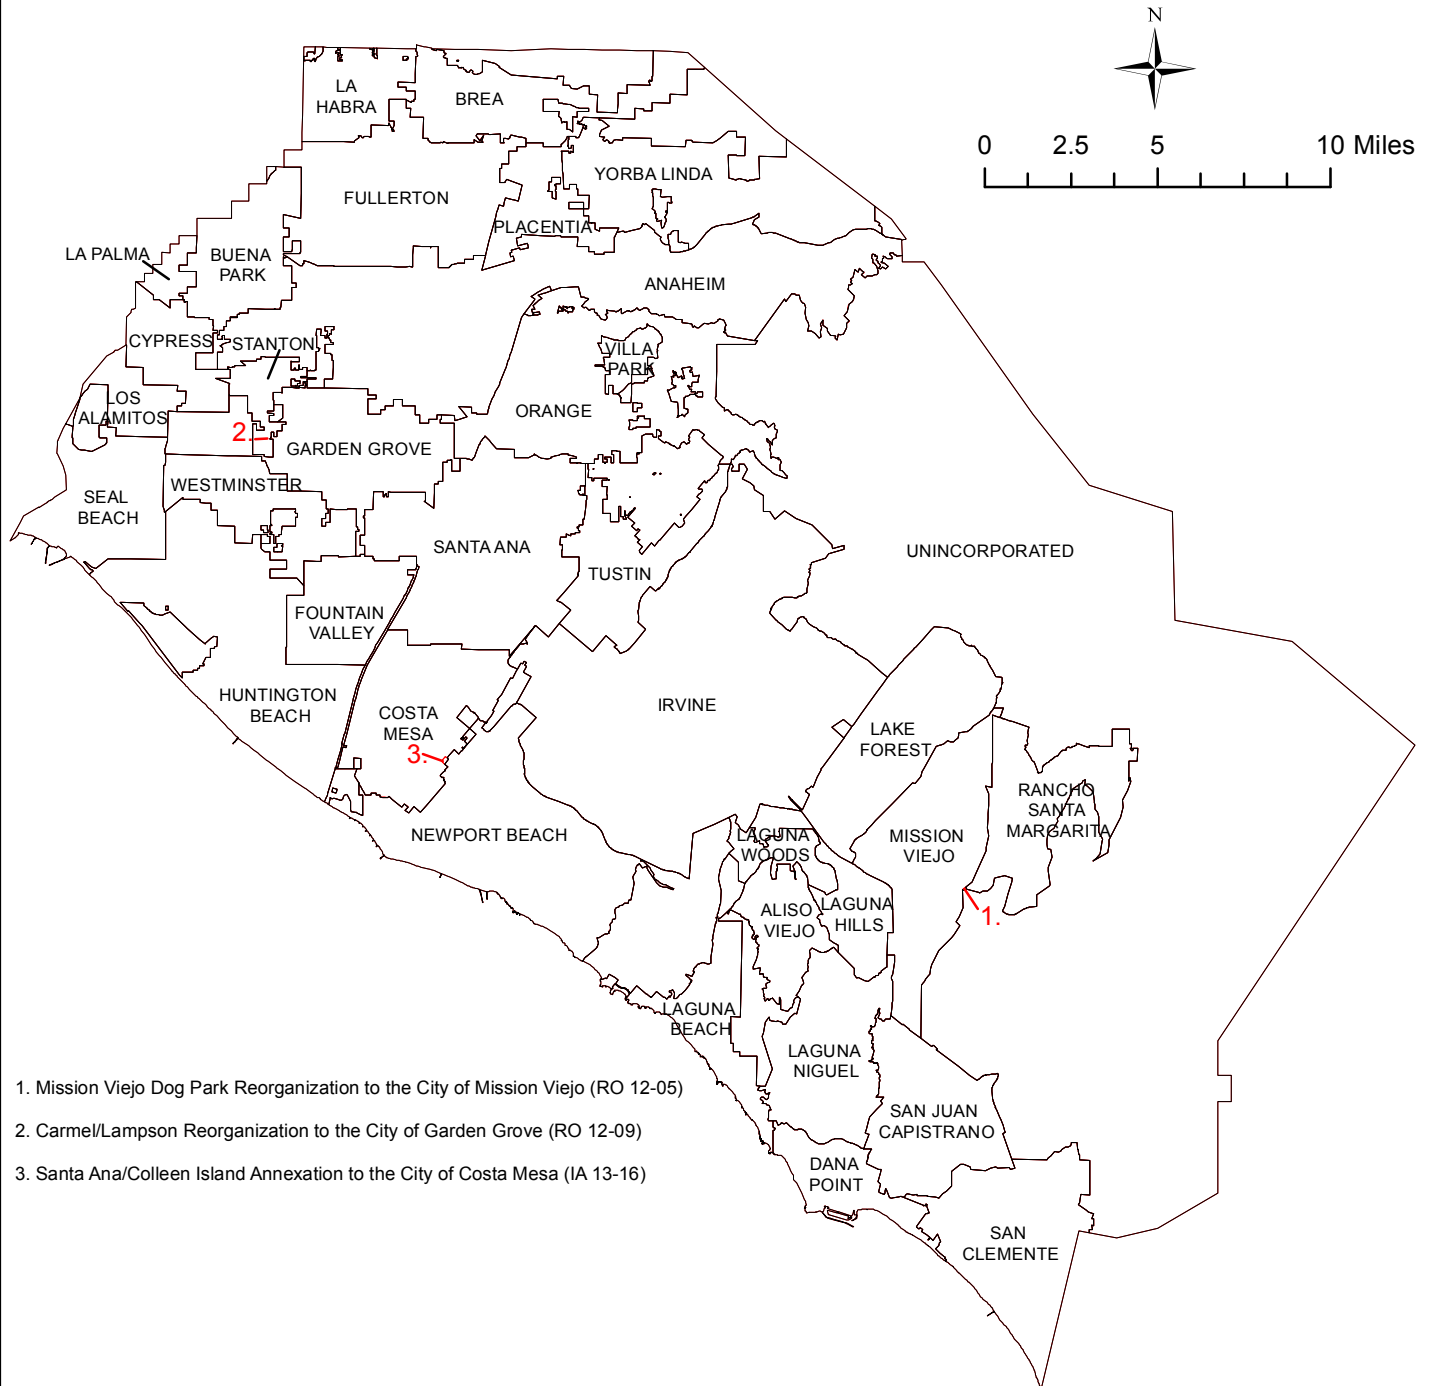 N
0 2.5 5 10 Miles
LA
HABRA
BREA
FULLERTON
YORBA LINDA
PLACENTIA
LA PALMA
BUENA
PARK
ANAHEIM
CYPRESS
STANTON
VILLA
PARK
LOS
ALAMITOS
ORANGE
2.
GARDEN GROVE
WESTMINSTER
SEAL
BEACH
SANTA ANA
UNINCORPORATED
TUSTIN
FOUNTAIN
VALLEY
HUNTINGTON
BEACH
COSTA
MESA
3.
IRVINE
LAKE
FOREST
RANCHO
SANTA
MARGARITA
NEWPORT BEACH
LAGUNA
WOODS
MISSION
VIEJO
ALISO
VIEJO
LAGUNA
HILLS
1.
LAGUNA
BEACH
LAGUNA
NIGUEL
SAN JUAN
CAPISTRANO
DANA
POINT
SAN
CLEMENTE
1. Mission Viejo Dog Park Reorganization to the City of Mission Viejo (RO 12-05)
2. Carmel/Lampson Reorganization to the City of Garden Grove (RO 12-09)
3. Santa Ana/Colleen Island Annexation to the City of Costa Mesa (IA 13-16)